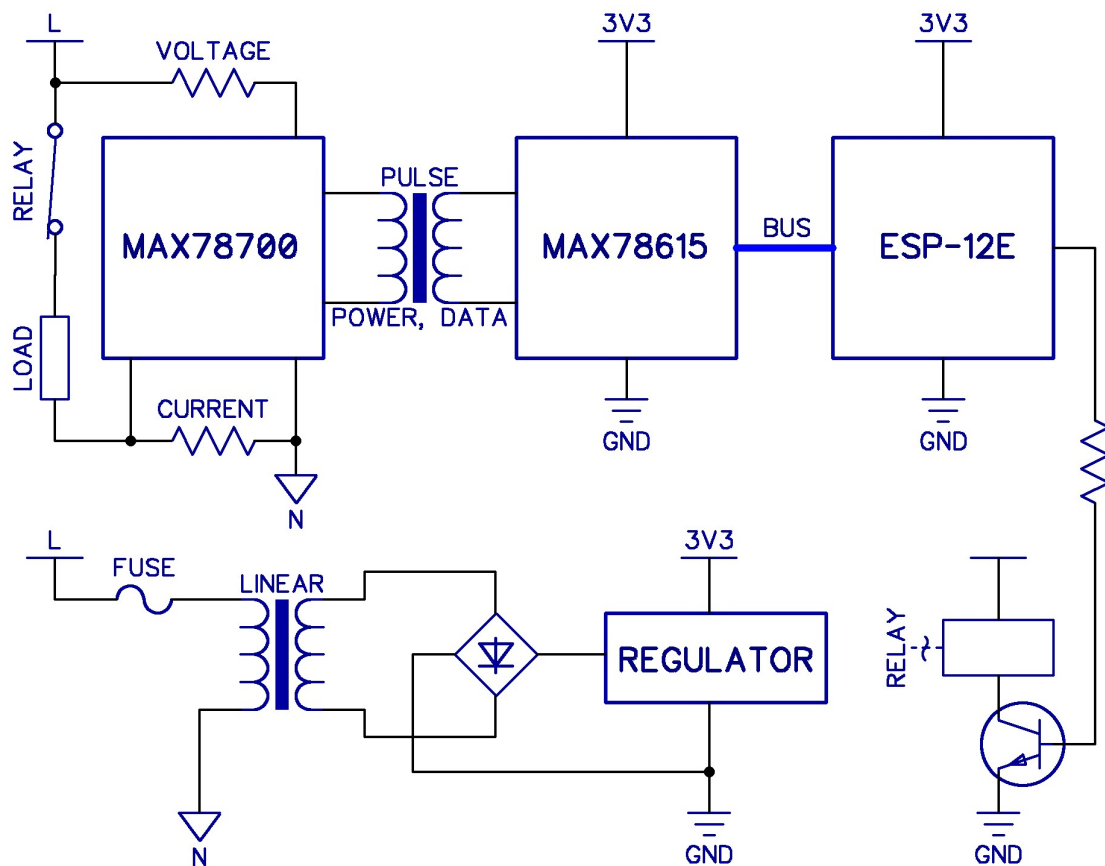 L
VOLTAGE
3V3
3V3
RELAY
PULSE
MAX78700
MAX78615
BUS
ESP-12E
POWER, DATA
LOAD
CURRENT
GND
GND
N
L
FUSE
LINEAR
3V3
REGULATOR
RELAY
N
GND
GND